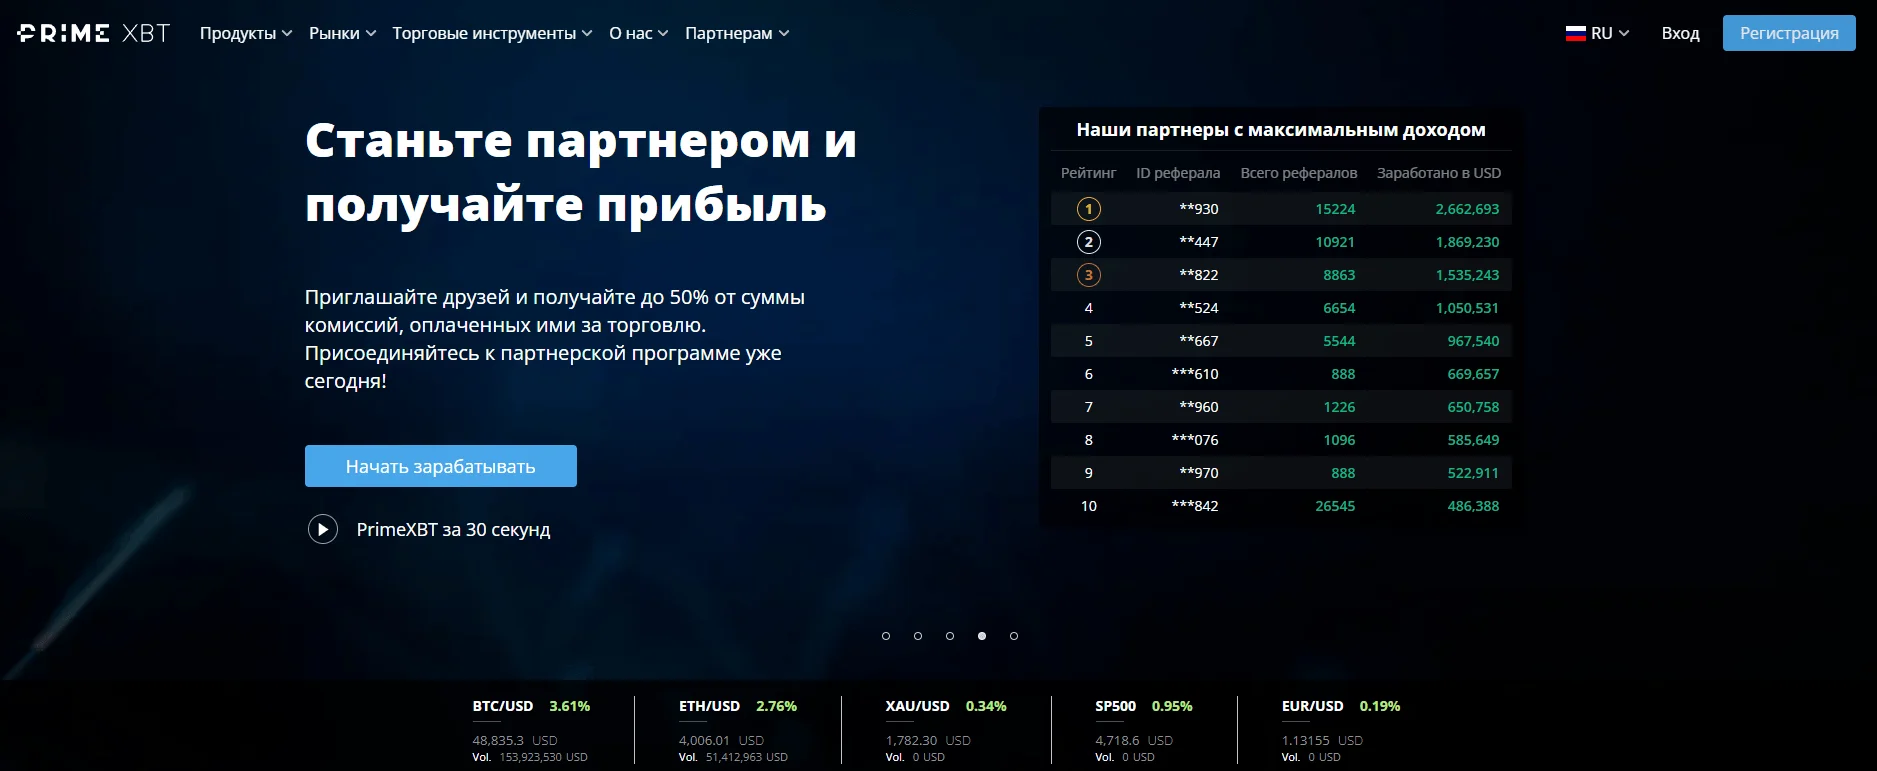 PRIME XBT Продукты Рынки Торговые инструменты О нас Партнерам RU Вход Регистрация
Станьте партнером и
получайте прибыль
Приглашайте друзей и получайте до 50% от суммы
комиссий, оплаченных ими за торговлю.
Присоединяйтесь к партнерской программе уже
сегодня!
Начать зарабатывать
PrimeXBT за 30 секунд
Наши партнеры с максимальным доходом
Рейтинг ID реферала Всего рефералов Заработано в USD
1 **930 15224 2,662,693
2 **447 10921 1,869,230
3 **822 8863 1,535,243
4 **524 6654 1,050,531
5 **667 5544 967,540
6 ***610 888 669,657
7 **960 1226 650,758
8 ***076 1096 585,649
9 **970 888 522,911
10 ***842 26545 486,388
BTC/USD 3.61%
48,835.3 USD
Vol. 153,923,530 USD
ETH/USD 2.76%
4,006.01 USD
Vol. 51,412,963 USD
XAU/USD 0.34%
1,782.30 USD
Vol. 0 USD
SP500 0.95%
4,718.6 USD
Vol. 0 USD
EUR/USD 0.19%
1.13155 USD
Vol. 0 USD